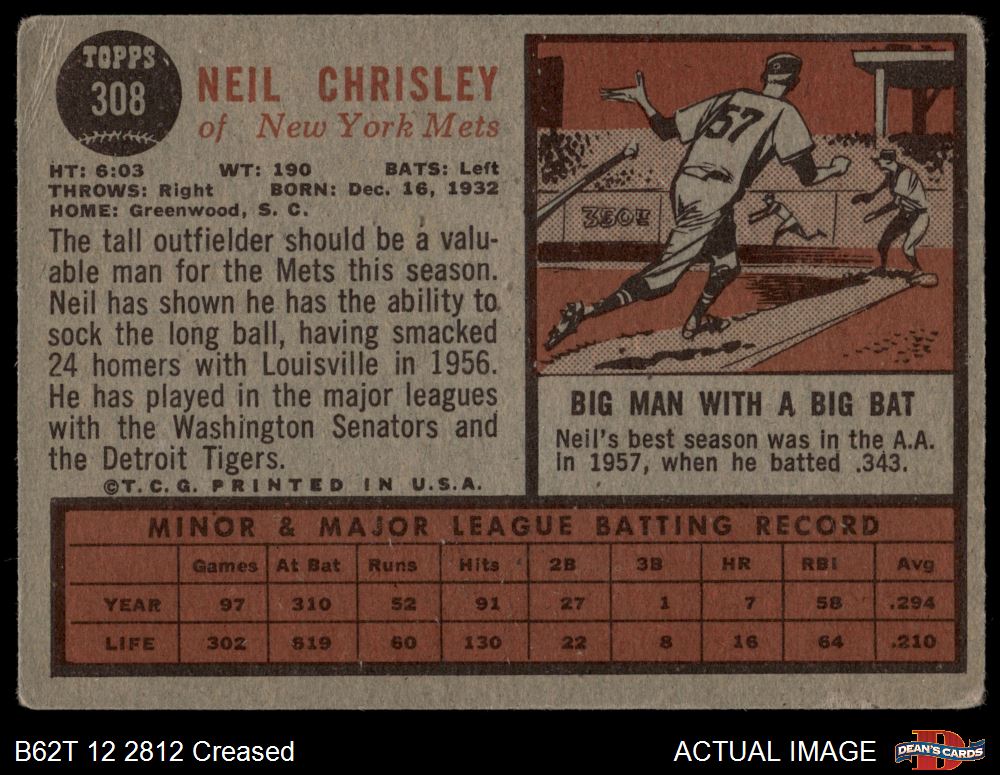 TOPPS
308
NEIL CHRISLEY
of New York Mets
HT: 6:03 WT: 190 BATS: Left
THROWS: Right BORN: Dec. 16, 1932
HOME: Greenwood, S. C.
The tall outfielder should be a valu-
able man for the Mets this season.
Neil has shown he has the ability to
sock the long ball, having smacked
24 homers with Louisville in 1956.
He has played in the major leagues
with the Washington Senators and
the Detroit Tigers.
©T.C.G. PRINTED IN U.S.A.
57
BIG MAN WITH A BIG BAT
Neil's best season was in the A.A.
in 1957, when he batted .343.
MINOR & MAJOR LEAGUE BATTING RECORD
Games At Bat Runs Hits 2B 3B HR RBI Avg
YEAR 97 310 52 91 27 1 7 58 .294
LIFE 302 619 60 130 22 8 16 64 .210
B62T 12 2812 Creased
ACTUAL IMAGE
DEAN'S CARDS